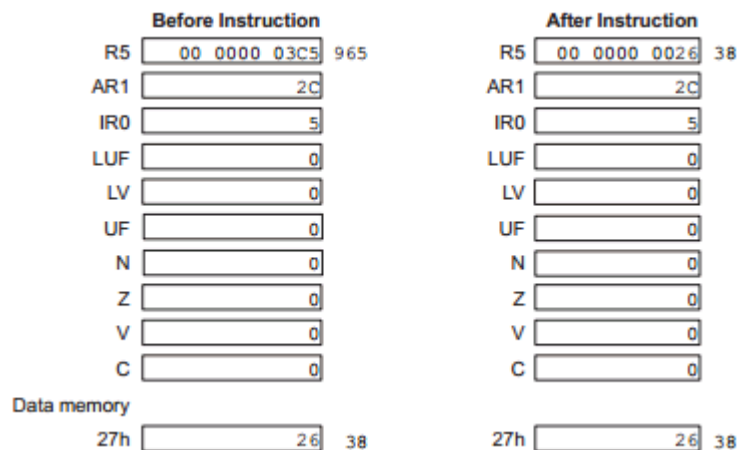 Before Instruction After Instruction
R5 00 0000 03C5 965 R5 00 0000 0026 38
AR1 2C AR1 2C
IR0 5 IR0 5
LUF 0 LUF 0
LV 0 LV 0
UF 0 UF 0
N 0 N 0
Z 0 Z 0
V 0 V 0
C 0 C 0
Data memory
27h 26 38 27h 26 38